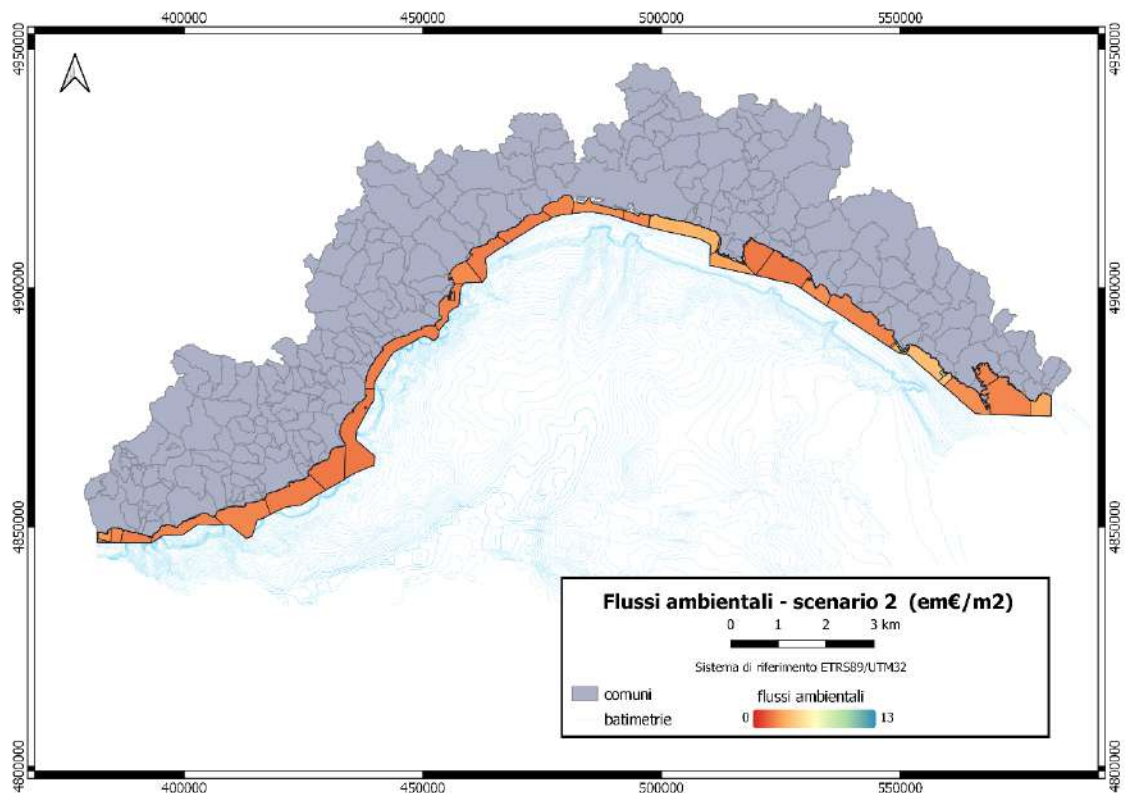 400000 450000 500000 550000
4950000 4950000
4900000 4900000
4850000 4850000
4800000 4800000
Flussi ambientali - scenario 2 (em€/m2)
0 1 2 3 km
Sistema di riferimento ETRS89/UTM32
comuni flussi ambientali
batimetrie 0 13
400000 450000 500000 550000